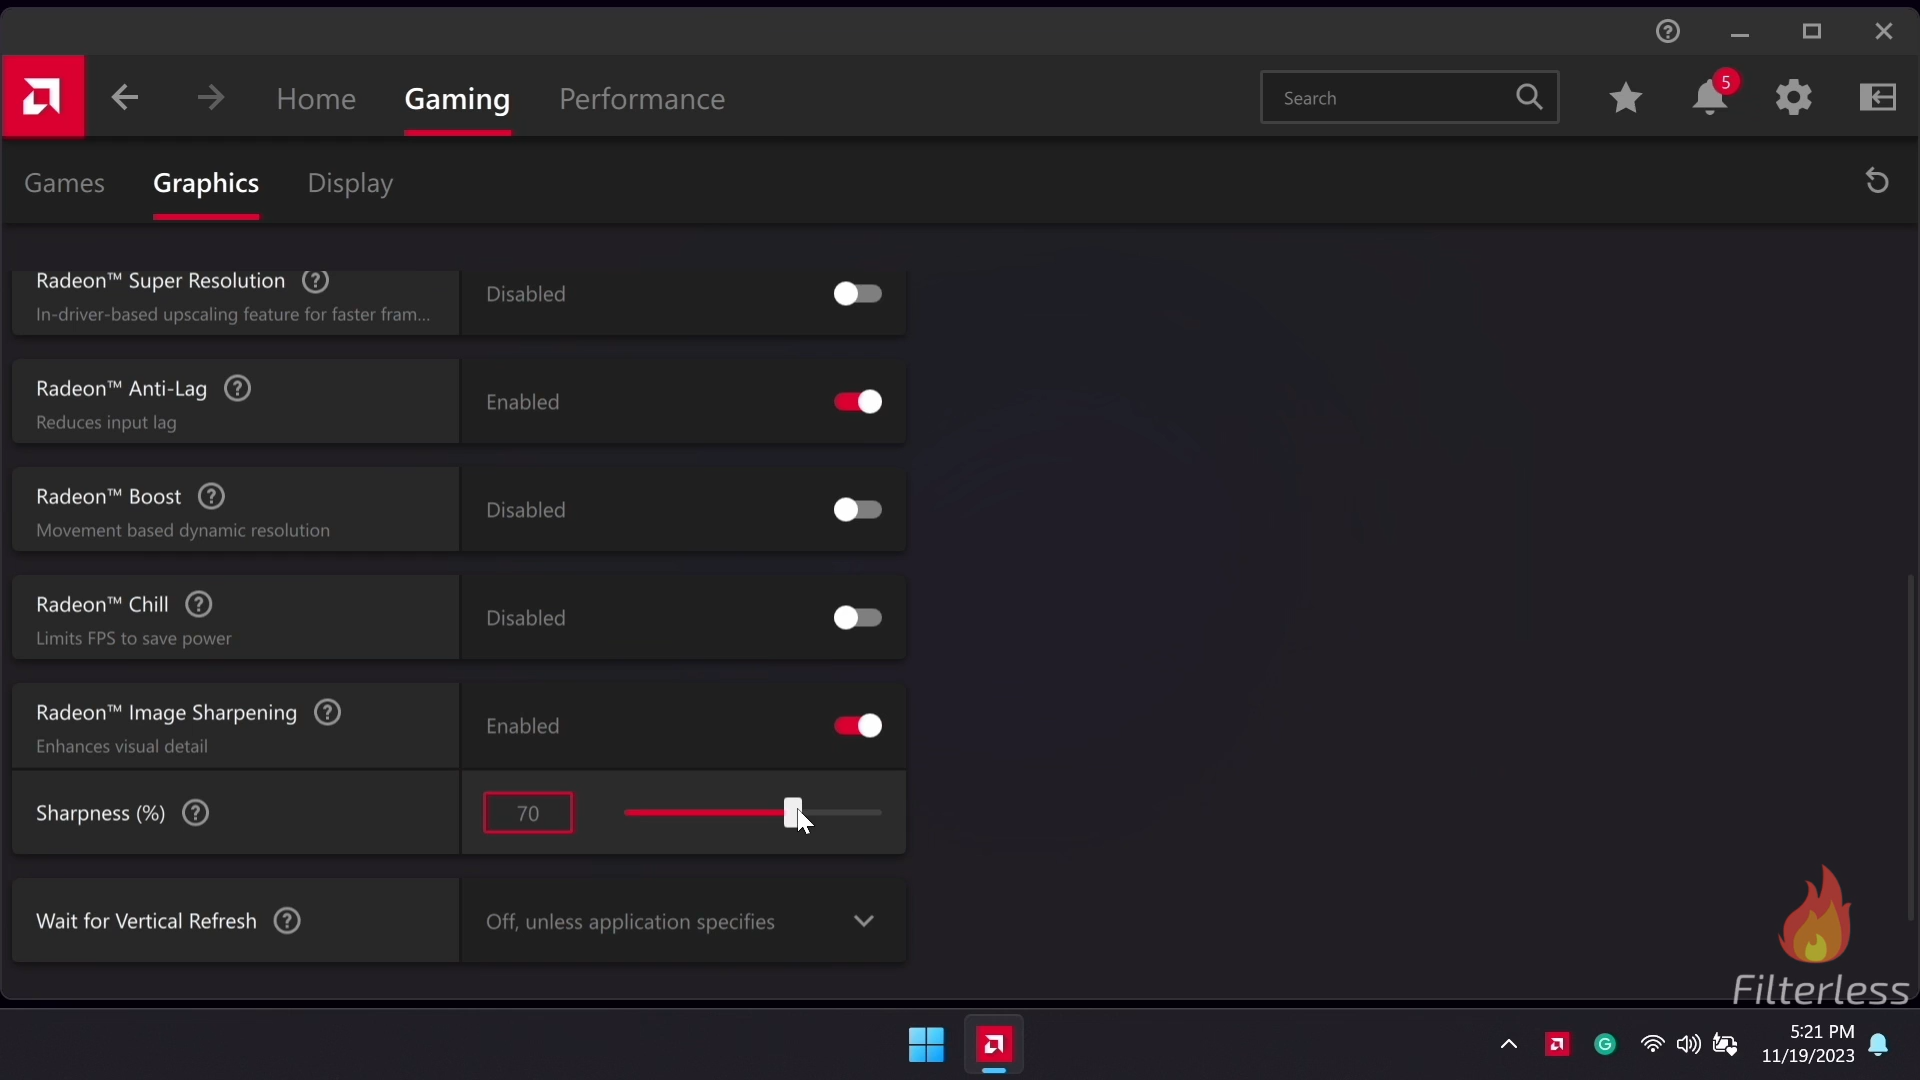 Home
Gaming
Performance
Search
5
Games
Graphics
Display
Radeon™ Super Resolution ?
In-driver-based upscaling feature for faster fram...
Disabled
Radeon™ Anti-Lag ?
Reduces input lag
Enabled
Radeon™ Boost ?
Movement based dynamic resolution
Disabled
Radeon™ Chill ?
Limits FPS to save power
Disabled
Radeon™ Image Sharpening ?
Enhances visual detail
Enabled
Sharpness (%) ?
70
Wait for Vertical Refresh ?
Off, unless application specifies
Filterless
5:21 PM
11/19/2023